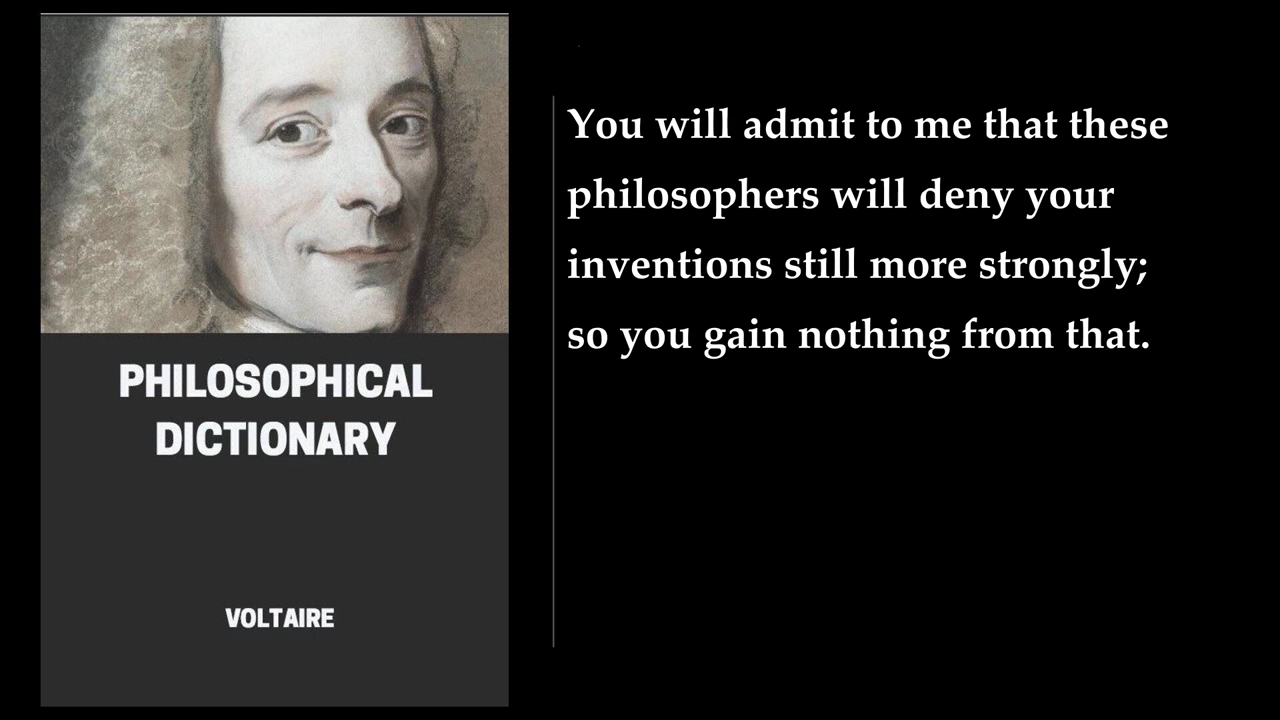 PHILOSOPHICAL
DICTIONARY
VOLTAIRE
You will admit to me that these
philosophers will deny your
inventions still more strongly;
so you gain nothing from that.